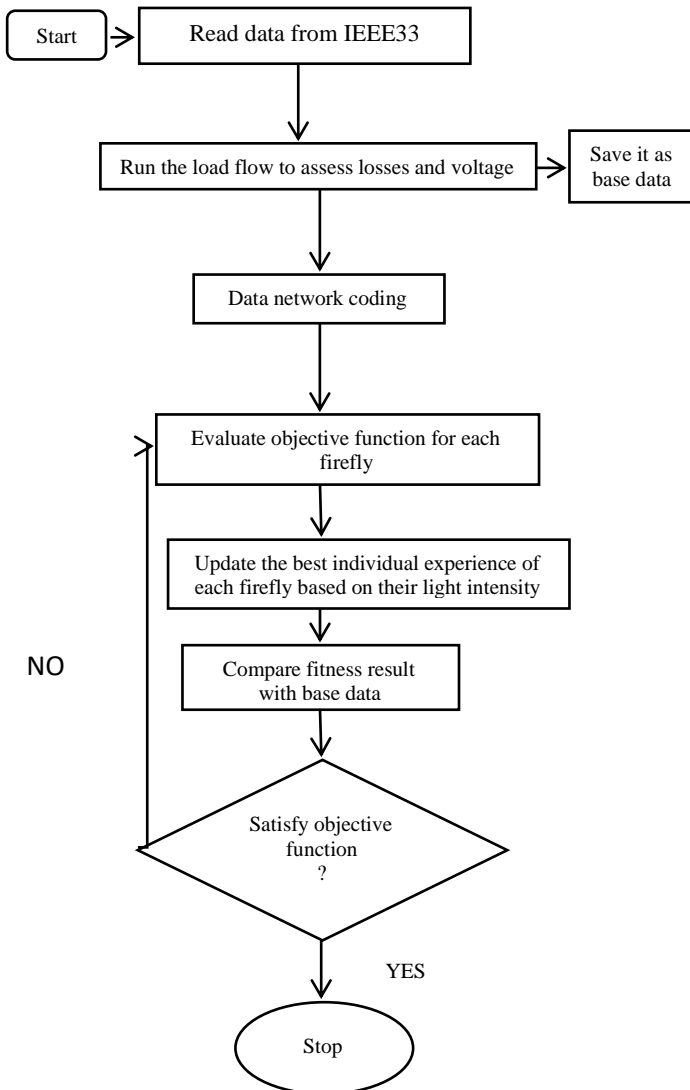 Start
Read data from IEEE33
Run the load flow to assess losses and voltage
Save it as
base data
Data network coding
Evaluate objective function for each
firefly
Update the best individual experience of
each firefly based on their light intensity
Compare fitness result
with base data
NO
Satisfy objective
function
?
YES
Stop